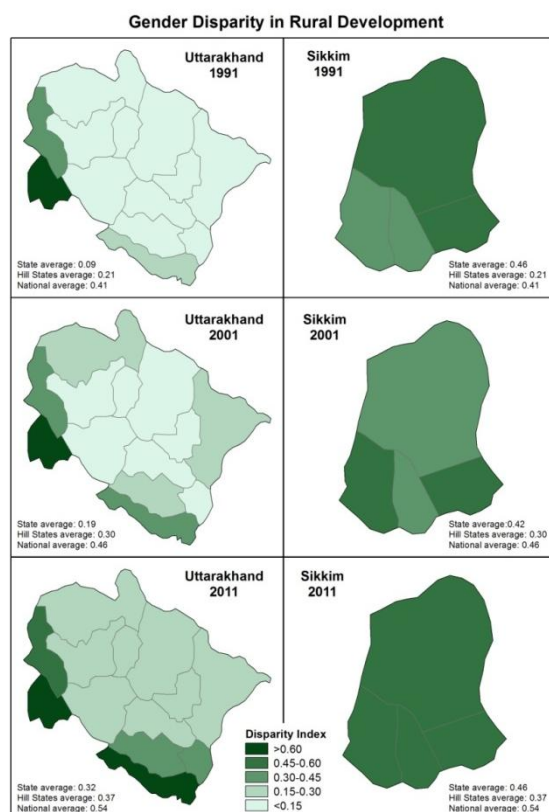 Gender Disparity in Rural Development
Uttarakhand
1991
State average: 0.09
Hill States average: 0.21
National average: 0.41
Sikkim
1991
State average: 0.46
Hill States average: 0.21
National average: 0.41
Uttarakhand
2001
State average: 0.19
Hill States average: 0.30
National average: 0.46
Sikkim
2001
State average:0.42
Hill States average: 0.30
National average: 0.46
Uttarakhand
2011
State average: 0.32
Hill States average: 0.37
National average: 0.54
Disparity Index
>0.60
0.45-0.60
0.30-0.45
0.15-0.30
<0.15
Sikkim
2011
State average: 0.46
Hill States average: 0.37
National average: 0.54